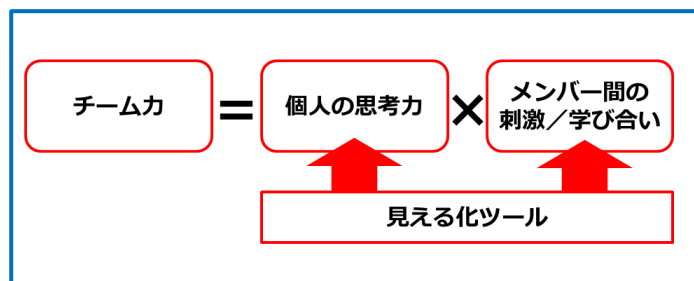 チーム力
=
個人の思考力
×
メンバー間の
刺激／学び合い
見える化ツール